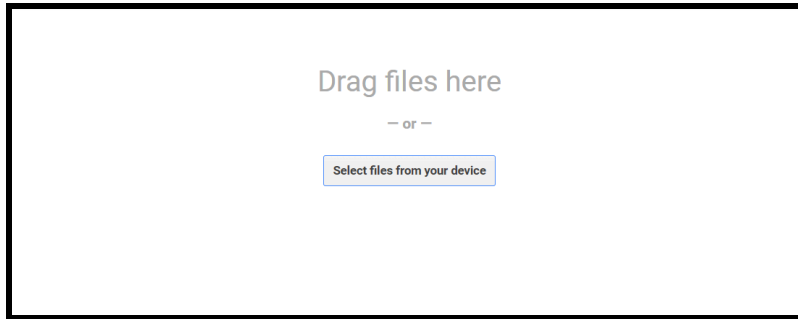 Drag files here
— or —
Select files from your device